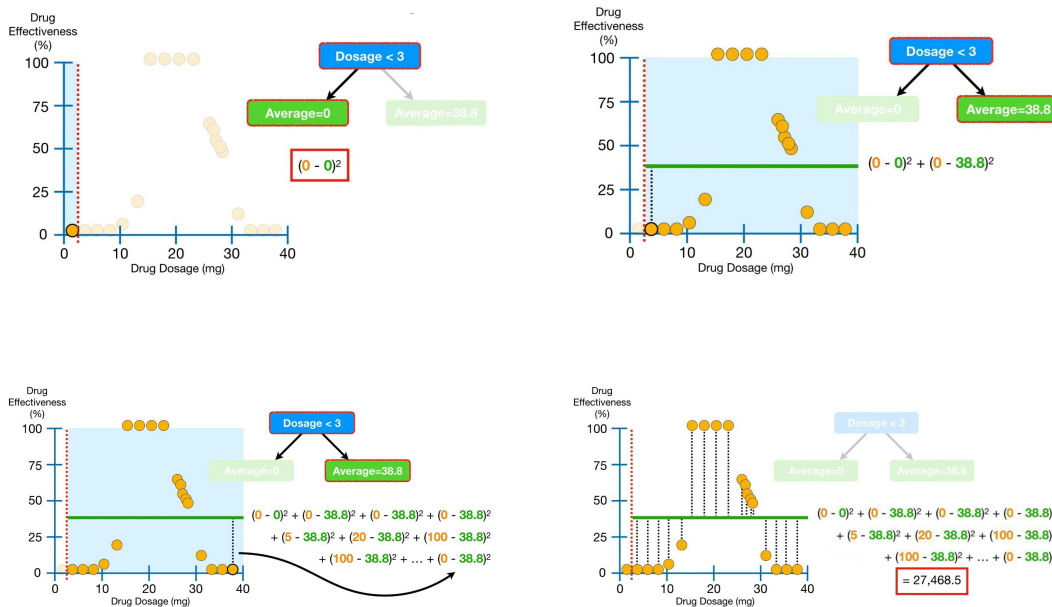 Drug
Effectiveness
(%)
100
75
50
25
0
0
10
20
30
40
Drug Dosage (mg)
Dosage < 3
Average=0
Average=38.8
(0 - 0)²
Drug
Effectiveness
(%)
100
75
50
25
0
0
10
20
30
40
Drug Dosage (mg)
Dosage < 3
Average=0
Average=38.8
(0 - 0)² + (0 - 38.8)²
Drug
Effectiveness
(%)
100
75
50
25
0
0
10
20
30
40
Drug Dosage (mg)
Dosage < 3
Average=0
Average=38.8
(0 - 0)² + (0 - 38.8)² + (0 - 38.8)² + (0 - 38.8)²
+ (5 - 38.8)² + (20 - 38.8)² + (100 - 38.8)²
+ (100 - 38.8)² + ... + (0 - 38.8)²
Drug
Effectiveness
(%)
100
75
50
25
0
0
10
20
30
40
Drug Dosage (mg)
Dosage < 3
Average=0
Average=38.8
(0 - 0)² + (0 - 38.8)² + (0 - 38.8)² + (0 - 38.8)
+ (5 - 38.8)² + (20 - 38.8)² + (100 - 38.8)
+ (100 - 38.8)² + ... + (0 - 38.8)
= 27,468.5